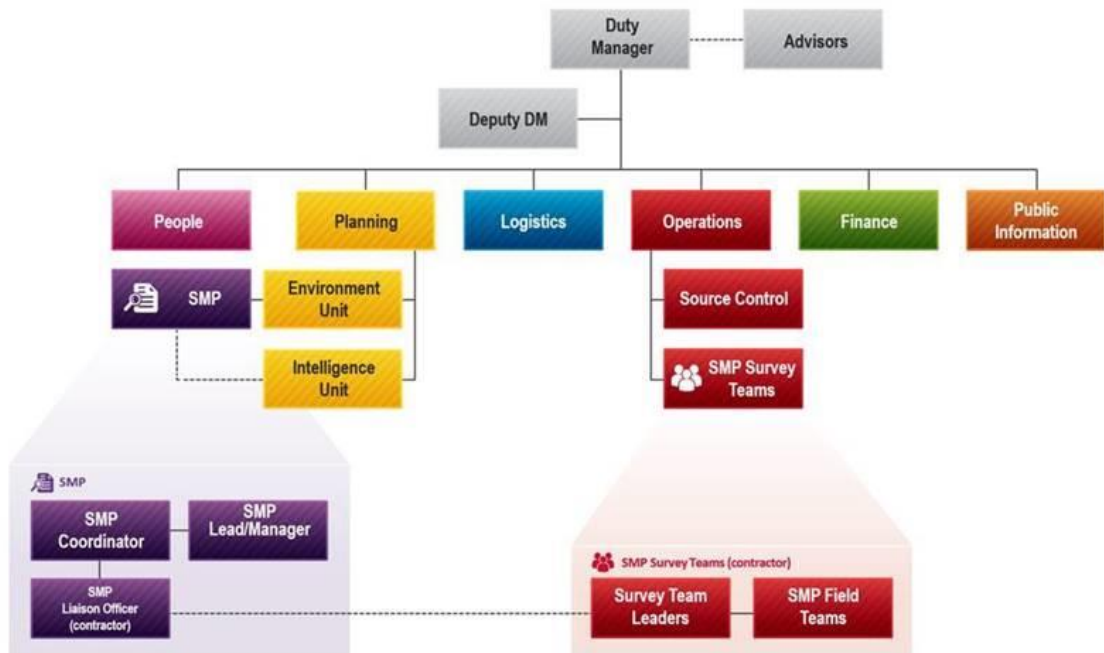 Duty
Manager
Advisors
Deputy DM
People
Planning
Logistics
Operations
Finance
Public
Information
SMP
Environment
Unit
Source Control
Intelligence
Unit
SMP Survey
Teams
SMP
SMP
Coordinator
SMP
Lead/Manager
SMP
Liaison Officer
(contractor)
SMP Survey Teams (contractor)
Survey Team
Leaders
SMP Field
Teams